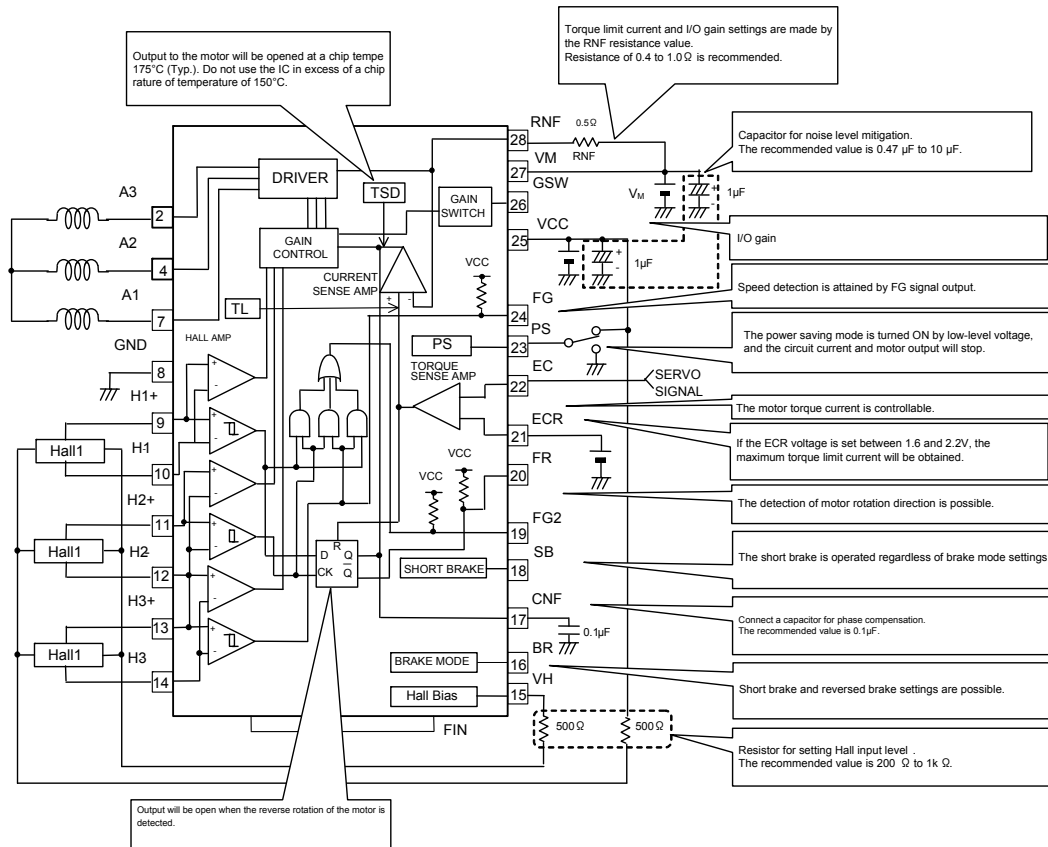 Torque limit current and I/O gain settings are made by
the RNF resistance value.
Resistance of 0.4 to 1.0Ω is recommended.
Output to the motor will be opened at a chip tempe
175°C (Typ.). Do not use the IC in excess of a chip
rature of temperature of 150°C.
RNF
0.5Ω
28
RNF
Capacitor for noise level mitigation.
The recommended value is 0.47 µF to 10 µF.
VM
27
GSW
DRIVER
TSD
A3
2
GAIN
SWITCH
26
VM
+
-
1µF
VCC
25
I/O gain
A2
4
GAIN
CONTROL
CURRENT
SENSE AMP
+ -
VCC
+
-
1µF
A1
7
TL
FG
24
Speed detection is attained by FG signal output.
GND
8
HALL AMP
PS
PS
23
The power saving mode is turned ON by low-level voltage,
and the circuit current and motor output will stop.
TORQUE
SENSE AMP
EC
22
SERVO
SIGNAL
H1+
9
+
-
The motor torque current is controllable.
ECR
21
If the ECR voltage is set between 1.6 and 2.2V, the
maximum torque limit current will be obtained.
Hall1
H1
10
+
-
VCC
FR
20
H2+
11
+
-
VCC
The detection of motor rotation direction is possible.
FG2
19
Hall1
H2-
12
+
-
R
D Q
CK Q
SHORT BRAKE
SB
18
The short brake is operated regardless of brake mode settings
H3+
13
+
-
CNF
17
0.1µF
Connect a capacitor for phase compensation.
The recommended value is 0.1µF.
Hall1
H3
14
+
-
BRAKE MODE
BR
16
Short brake and reversed brake settings are possible.
Hall Bias
VH
15
FIN
500Ω
500Ω
Resistor for setting Hall input level .
The recommended value is 200 Ω to 1k Ω.
Output will be open when the reverse rotation of the motor is
detected.